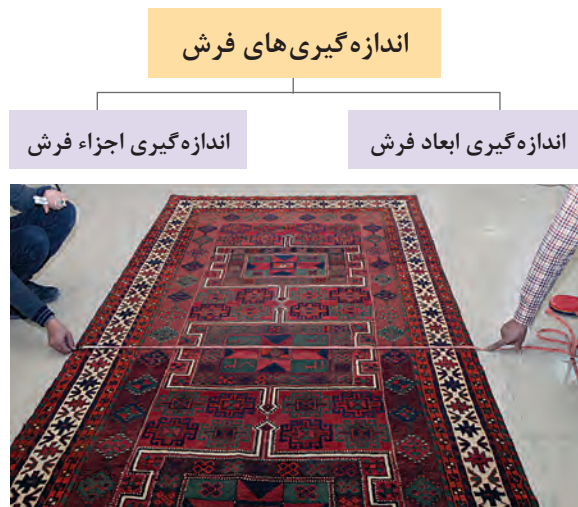 اندازه‌گیری‌های فرش
اندازه‌گیری ابعاد فرش
اندازه‌گیری اجزاء فرش